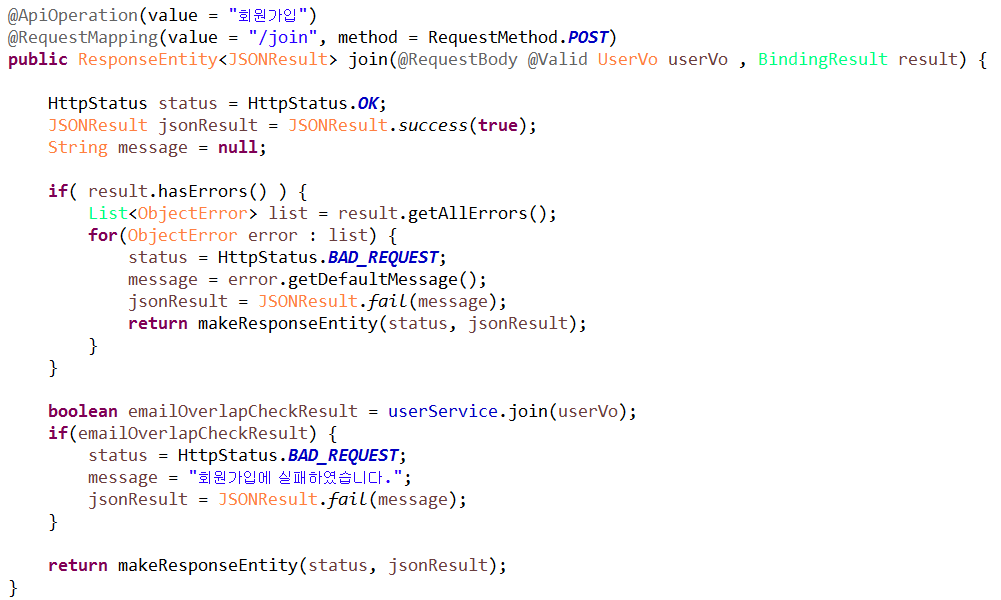 @ApiOperation(value = "회원가입")
@RequestMapping(value = "/join", method = RequestMethod.POST)
public ResponseEntity<JSONResult> join(@RequestBody @Valid UserVo userVo , BindingResult result) {
HttpStatus status = HttpStatus.OK;
JSONResult jsonResult = JSONResult.success(true);
String message = null;
if( result.hasErrors() ) {
List<ObjectError> list = result.getAllErrors();
for(ObjectError error : list) {
status = HttpStatus.BAD_REQUEST;
message = error.getDefaultMessage();
jsonResult = JSONResult.fail(message);
return makeResponseEntity(status, jsonResult);
}
}
boolean emailOverlapCheckResult = userService.join(userVo);
if(emailOverlapCheckResult) {
status = HttpStatus.BAD_REQUEST;
message = "회원가입에 실패하였습니다.";
jsonResult = JSONResult.fail(message);
}
return makeResponseEntity(status, jsonResult);
}